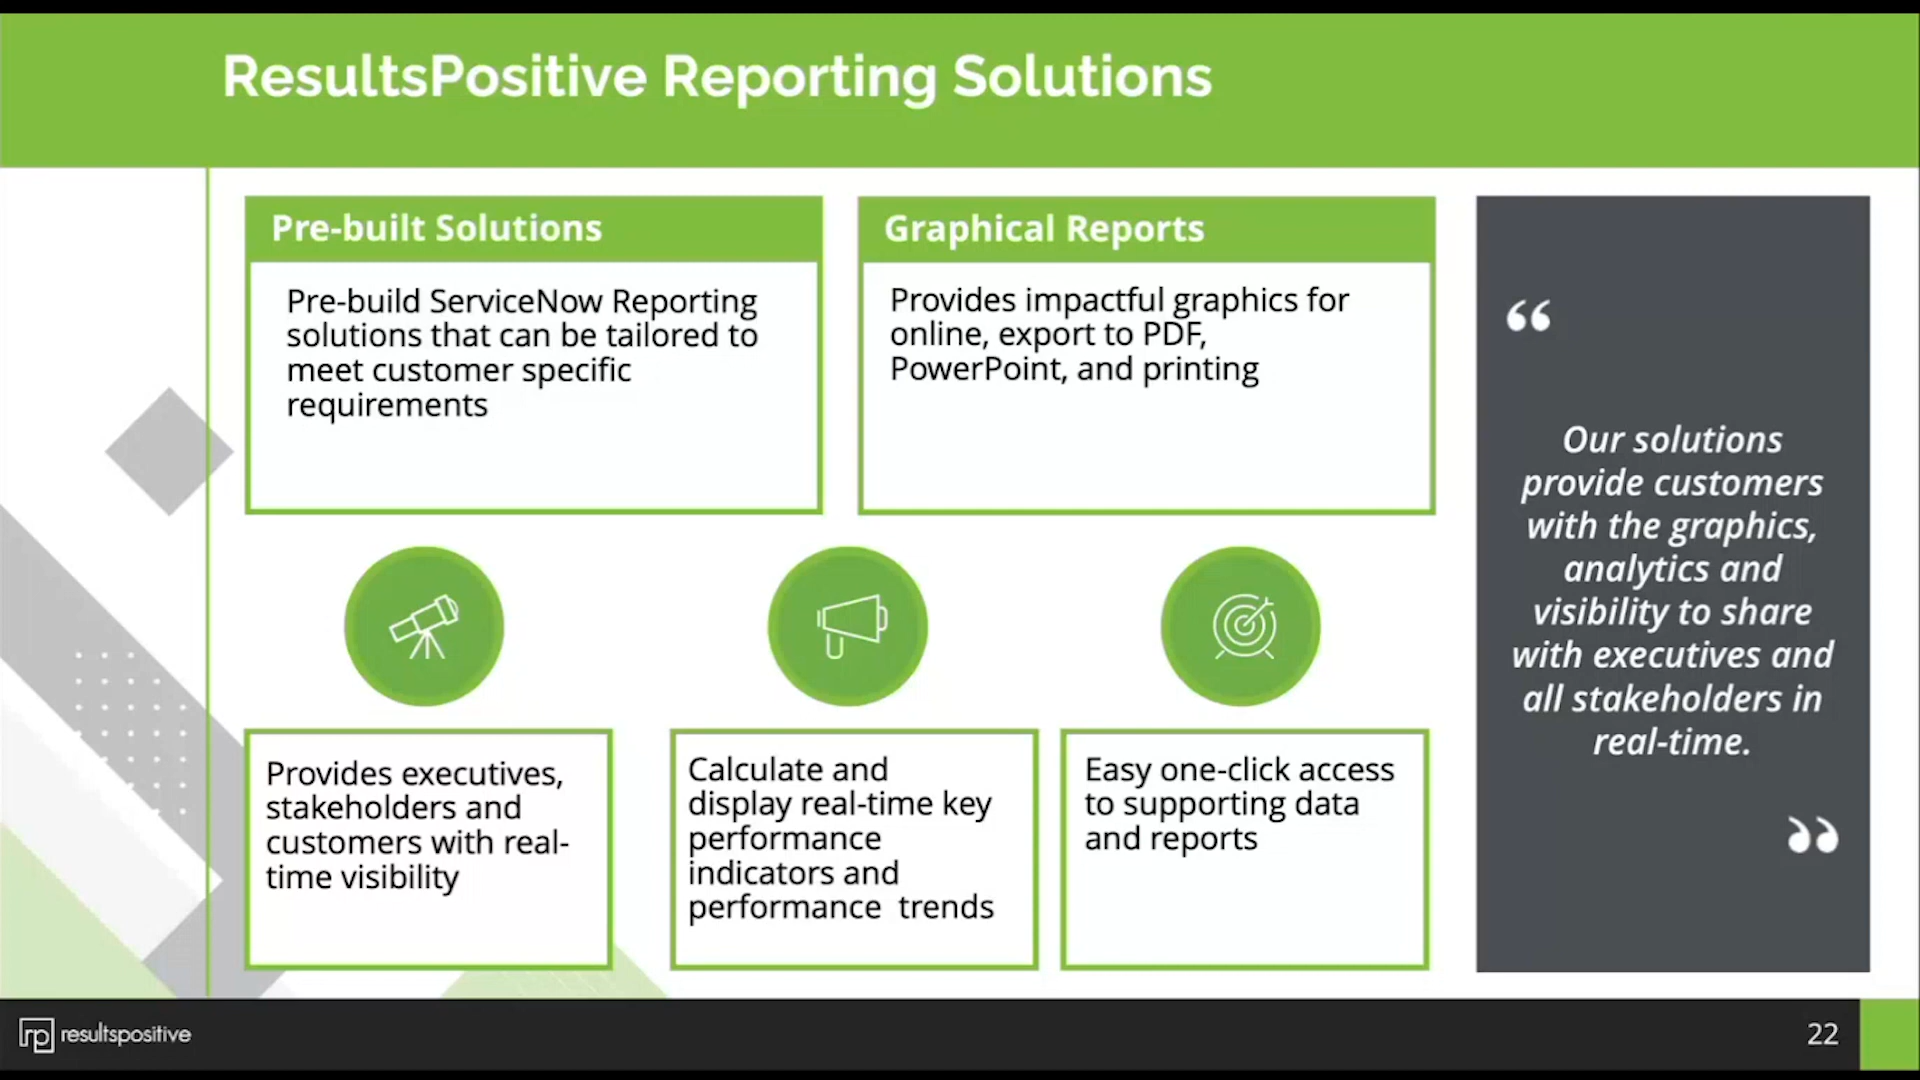 ResultsPositive Reporting Solutions
Pre-built Solutions
Pre-build ServiceNow Reporting
solutions that can be tailored to
meet customer specific
requirements
Graphical Reports
Provides impactful graphics for
online, export to PDF,
PowerPoint, and printing
Provides executives,
stakeholders and
customers with real-
time visibility
Calculate and
display real-time key
performance
indicators and
performance  trends
Easy one-click access
to supporting data
and reports
“
Our solutions
provide customers
with the graphics,
analytics and
visibility to share
with executives and
all stakeholders in
real-time.
”
rp resultspositive
22